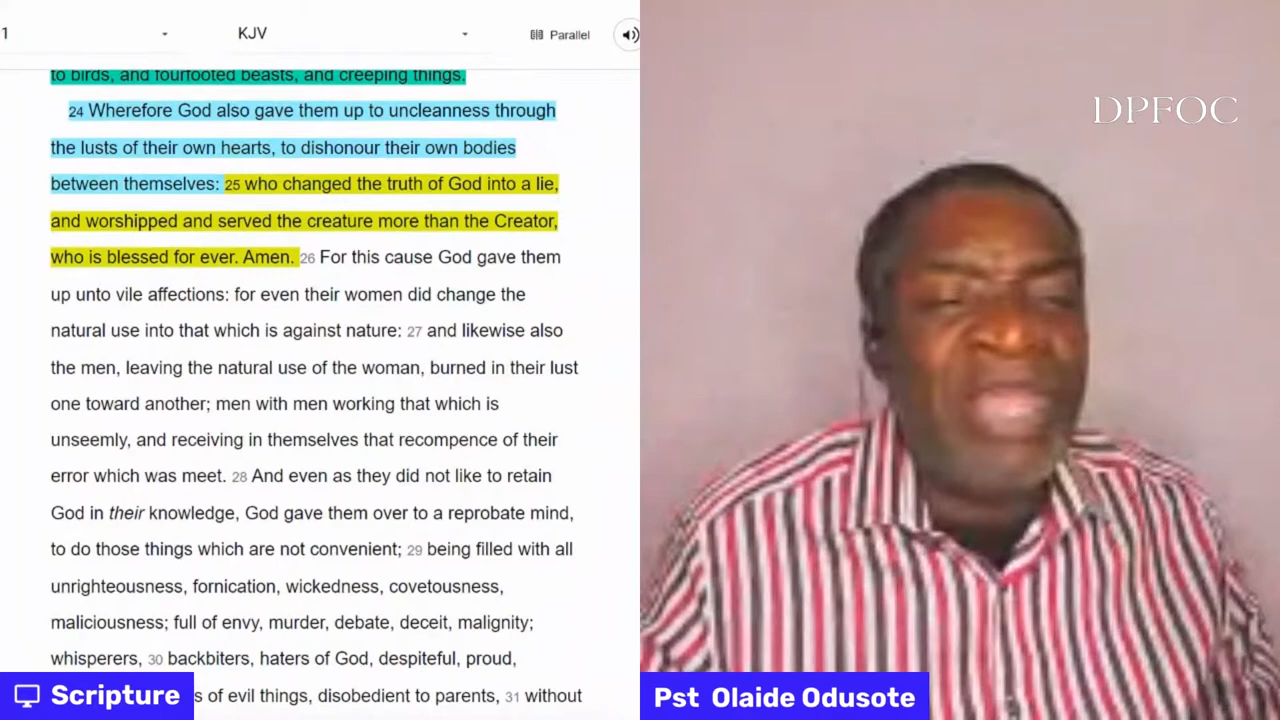 1 KJV Parallel
to birds, and fourfooted beasts, and creeping things.
24 Wherefore God also gave them up to uncleanness through
the lusts of their own hearts, to dishonour their own bodies
between themselves: 25 who changed the truth of God into a lie,
and worshipped and served the creature more than the Creator,
who is blessed for ever. Amen. 26 For this cause God gave them
up unto vile affections: for even their women did change the
natural use into that which is against nature: 27 and likewise also
the men, leaving the natural use of the woman, burned in their lust
one toward another; men with men working that which is
unseemly, and receiving in themselves that recompence of their
error which was meet. 28 And even as they did not like to retain
God in their knowledge, God gave them over to a reprobate mind,
to do those things which are not convenient; 29 being filled with all
unrighteousness, fornication, wickedness, covetousness,
maliciousness; full of envy, murder, debate, deceit, malignity;
whisperers, 30 backbiters, haters of God, despiteful, proud,
s of evil things, disobedient to parents, 31 without
Scripture
DPFOC
Pst Olaide Odusote